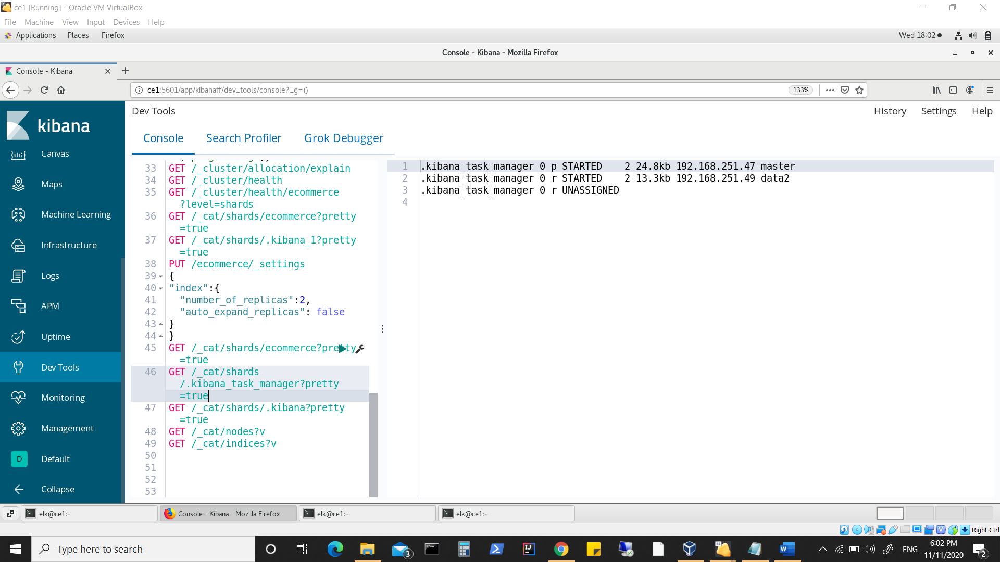 ce1 [Running] - Oracle VM VirtualBox
File Machine View Input Devices Help
Applications Places Firefox Wed 18:02
Console - Kibana - Mozilla Firefox
Console - Kibana
ce1:5601/app/kibana#/dev_tools/console?_g=() 133%
kibana
Canvas
Maps
Machine Learning
Infrastructure
Logs
APM
Uptime
Dev Tools
Monitoring
Management
D Default
Collapse
Dev Tools History Settings Help
Console Search Profiler Grok Debugger
33 GET /_cluster/allocation/explain
34 GET /_cluster/health
35 GET /_cluster/health/ecommerce
?level=shards
36 GET /_cat/shards/ecommerce?pretty
=true
37 GET /_cat/shards/.kibana_1?pretty
=true
38 PUT /ecommerce/_settings
39 {
40 "index":{
41 "number_of_replicas":2,
42 "auto_expand_replicas": false
43 }
44 }
45 GET /_cat/shards/ecommerce?pretty
=true
46 GET /_cat/shards
/.kibana_task_manager?pretty
=true
47 GET /_cat/shards/.kibana?pretty
=true
48 GET /_cat/nodes?v
49 GET /_cat/indices?v
50
51
52
53
1 .kibana_task_manager 0 p STARTED 2 24.8kb 192.168.251.47 master
2 .kibana_task_manager 0 r STARTED 2 13.3kb 192.168.251.49 data2
3 .kibana_task_manager 0 r UNASSIGNED
4
elk@ce1:~ Console - Kibana - Mozilla Firefox elk@ce1:~ elk@ce1:~
Right Ctrl
Type here to search 3 ENG 6:02 PM
11/11/2020 2